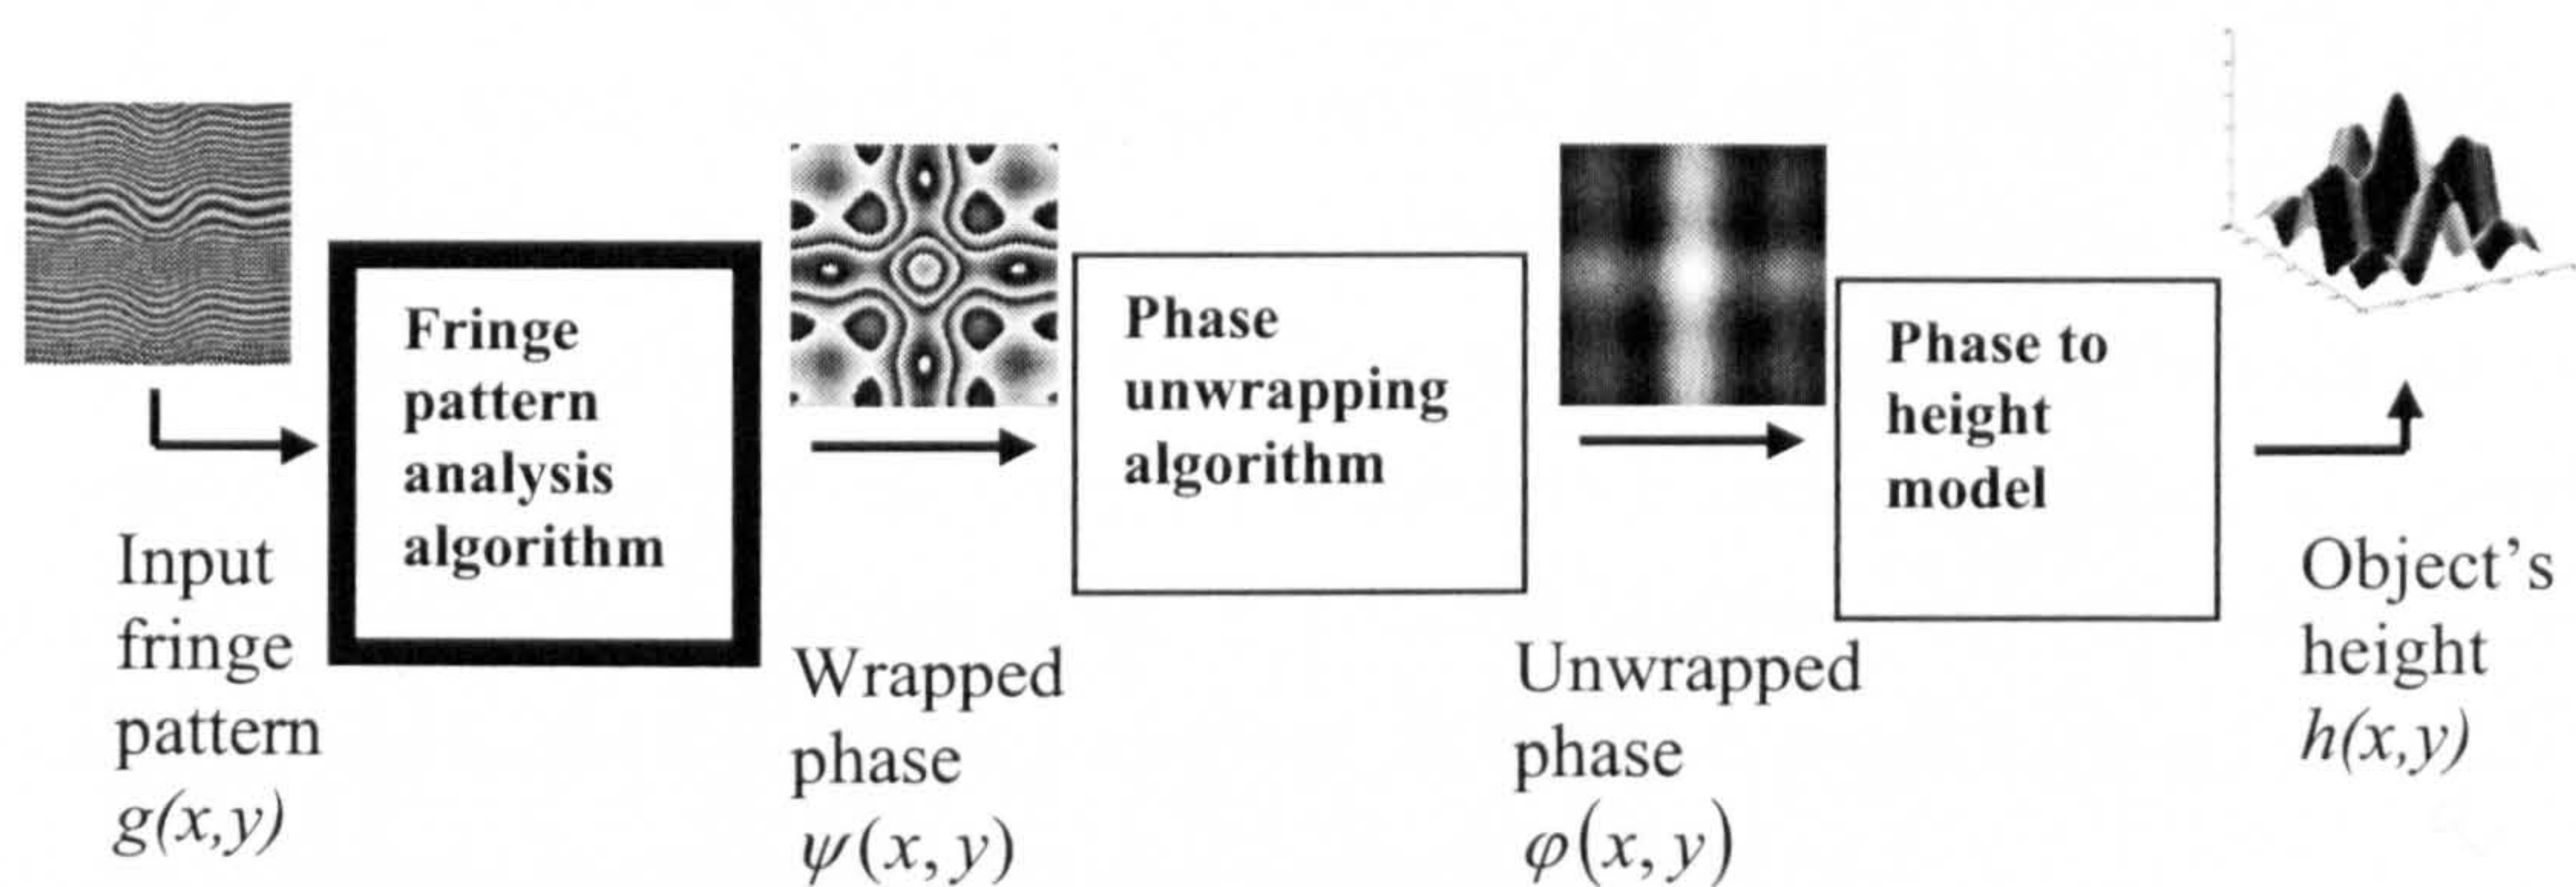 Input
fringe
pattern
g(x,y)
Fringe
pattern
analysis
algorithm
Wrapped
phase
ψ(x, y)
Phase
unwrapping
algorithm
Unwrapped
phase
φ(x, y)
Phase to
height
model
Object's
height
h(x,y)